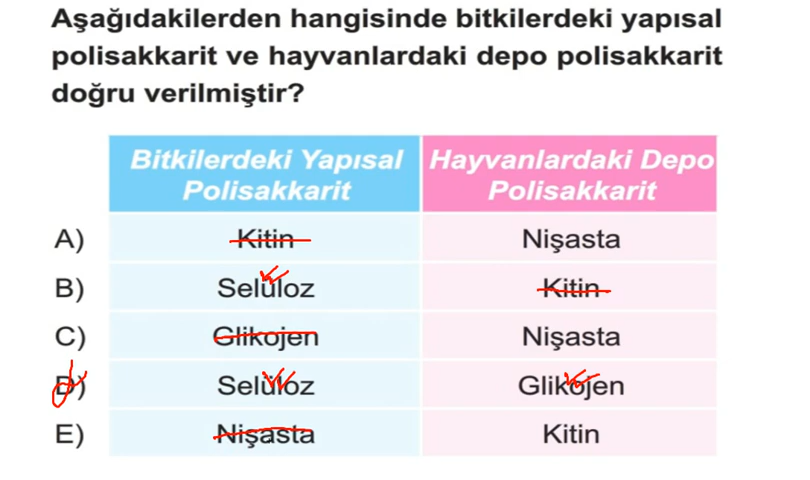 Aşağıdakilerden hangisinde bitkilerdeki yapısal
polisakkarit ve hayvanlardaki depo polisakkarit
doğru verilmiştir?
Bitkilerdeki Yapısal Polisakkarit Hayvanlardaki Depo Polisakkarit
A) Kitin Nişasta
B) Selüloz Kitin
C) Glikojen Nişasta
D) Selüloz Glikojen
E) Nişasta Kitin